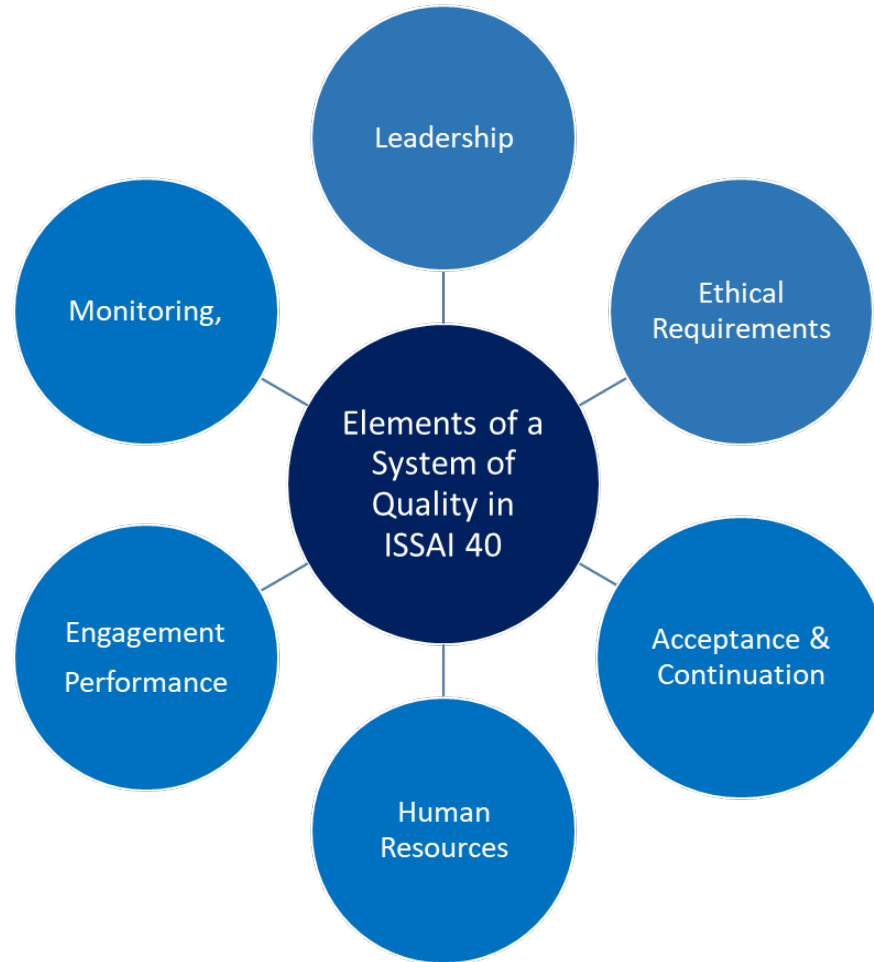 Leadership
Ethical
Requirements
Acceptance &
Continuation
Human
Resources
Engagement
Performance
Monitoring,
Elements of a
System of
Quality in
ISSAI 40